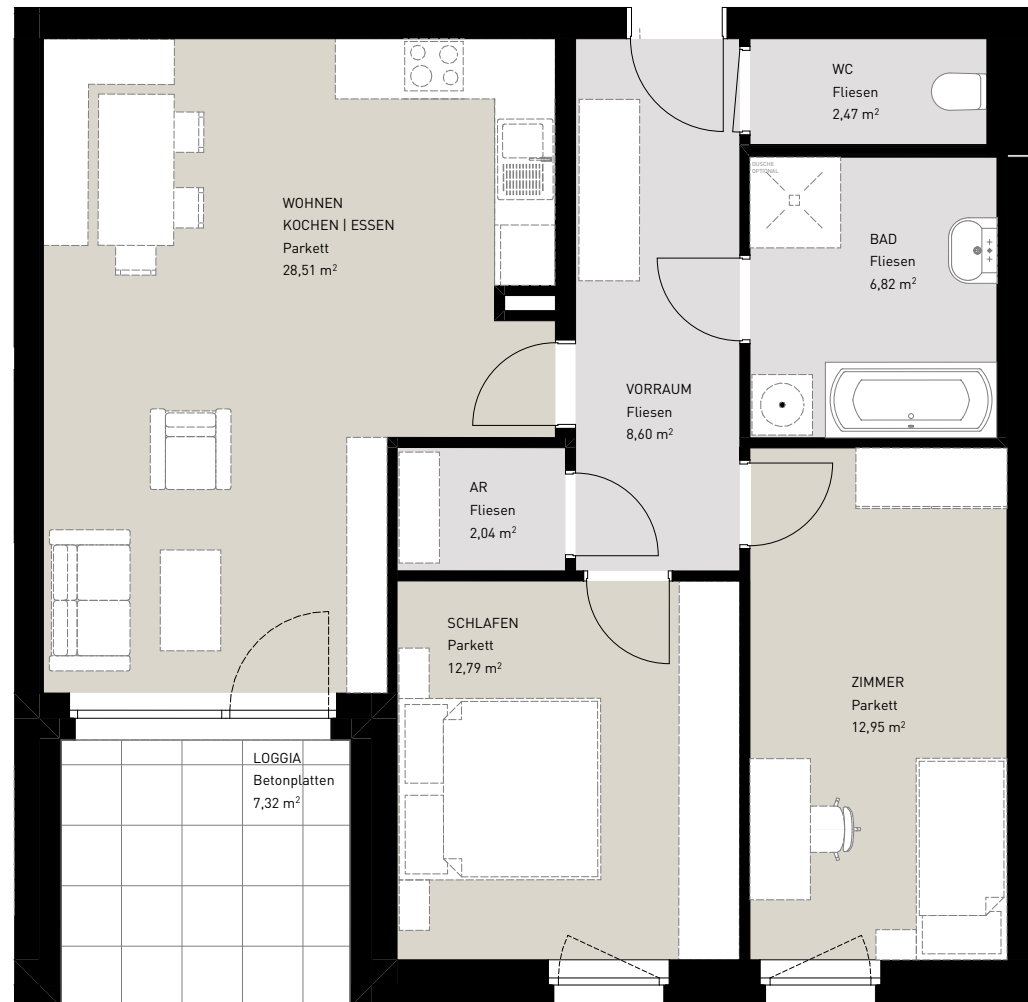 WC
Fliesen
2,47 m²
DUSCHE
OPTIONAL
WOHNEN
KOCHEN | ESSEN
Parkett
28,51 m²
BAD
Fliesen
6,82 m²
VORRAUM
Fliesen
8,60 m²
AR
Fliesen
2,04 m²
SCHLAFEN
Parkett
12,79 m²
ZIMMER
Parkett
12,95 m²
LOGGIA
Betonplatten
7,32 m²